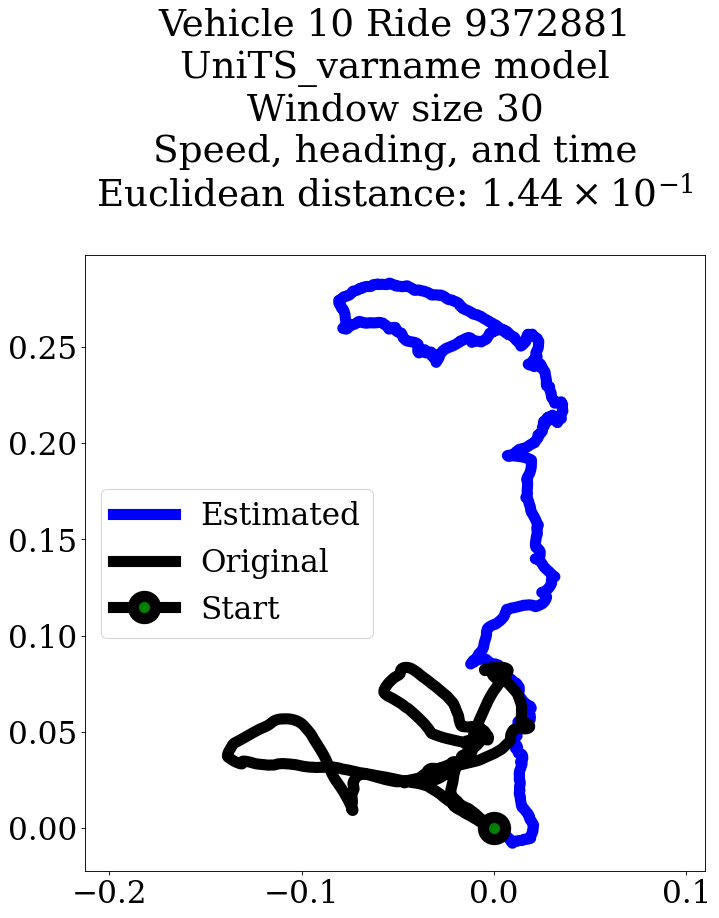 Vehicle 10 Ride 9372881
UniTS_varname model
Window size 30
Speed, heading, and time
Euclidean distance: 1.44 × 10⁻¹
0.25
0.20
0.15
0.10
0.05
0.00
Estimated
Original
Start
−0.2 −0.1 0.0 0.1